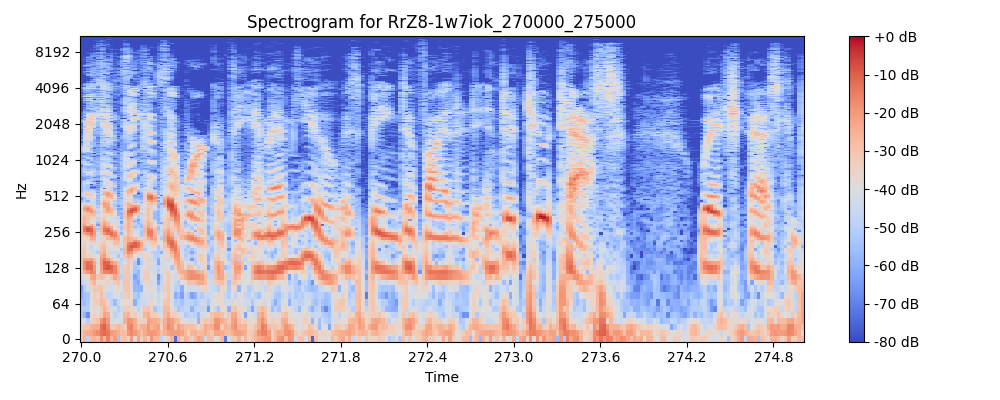 Spectrogram for RrZ8-1w7iok_270000_275000
Hz
8192
4096
2048
1024
512
256
128
64
0
270.0 270.6 271.2 271.8 272.4 273.0 273.6 274.2 274.8
Time
+0 dB
-10 dB
-20 dB
-30 dB
-40 dB
-50 dB
-60 dB
-70 dB
-80 dB